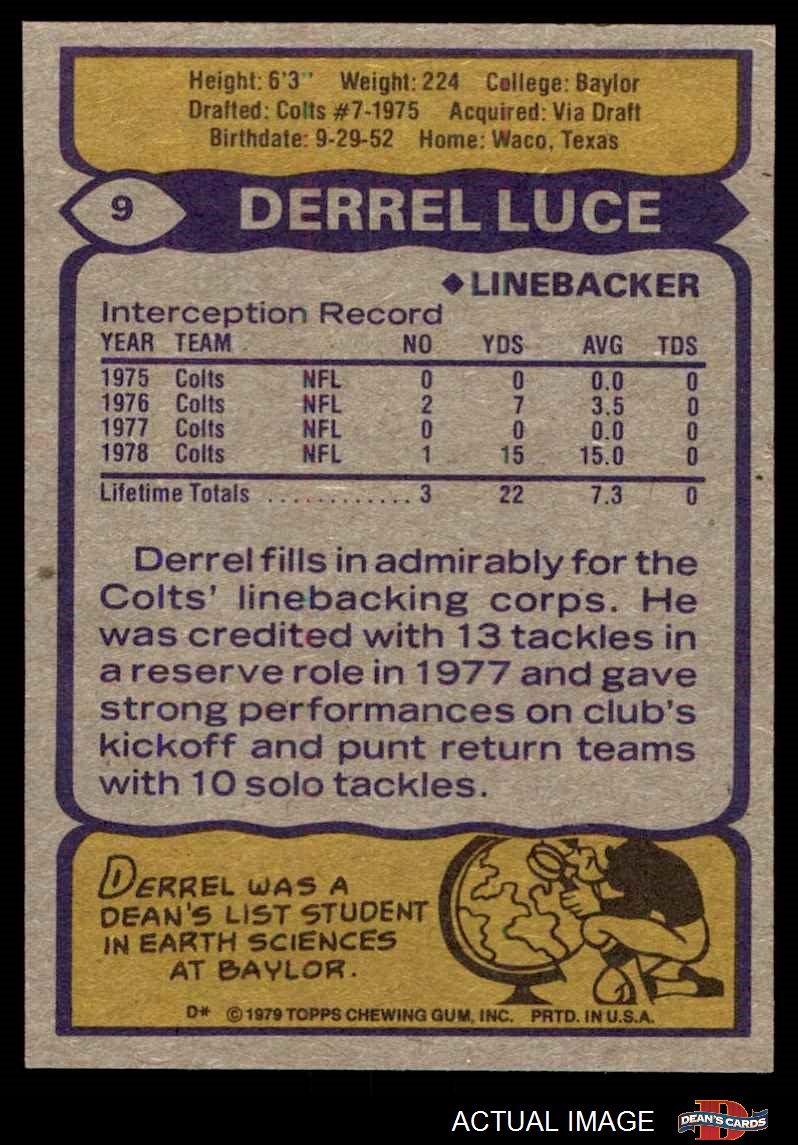 Height: 6'3" Weight: 224 College: Baylor
Drafted: Colts #7-1975 Acquired: Via Draft
Birthdate: 9-29-52 Home: Waco, Texas
9 DERREL LUCE
◆LINEBACKER
Interception Record
YEAR TEAM NO YDS AVG TDS
1975 Colts NFL 0 0 0.0 0
1976 Colts NFL 2 7 3.5 0
1977 Colts NFL 0 0 0.0 0
1978 Colts NFL 1 15 15.0 0
Lifetime Totals ............ 3 22 7.3 0
Derrel fills in admirably for the
Colts' linebacking corps. He
was credited with 13 tackles in
a reserve role in 1977 and gave
strong performances on club's
kickoff and punt return teams
with 10 solo tackles.
DERREL WAS A
DEAN'S LIST STUDENT
IN EARTH SCIENCES
AT BAYLOR.
D* © 1979 TOPPS CHEWING GUM, INC. PRTD. IN U.S.A.
ACTUAL IMAGE
D
DEAN'S CARDS